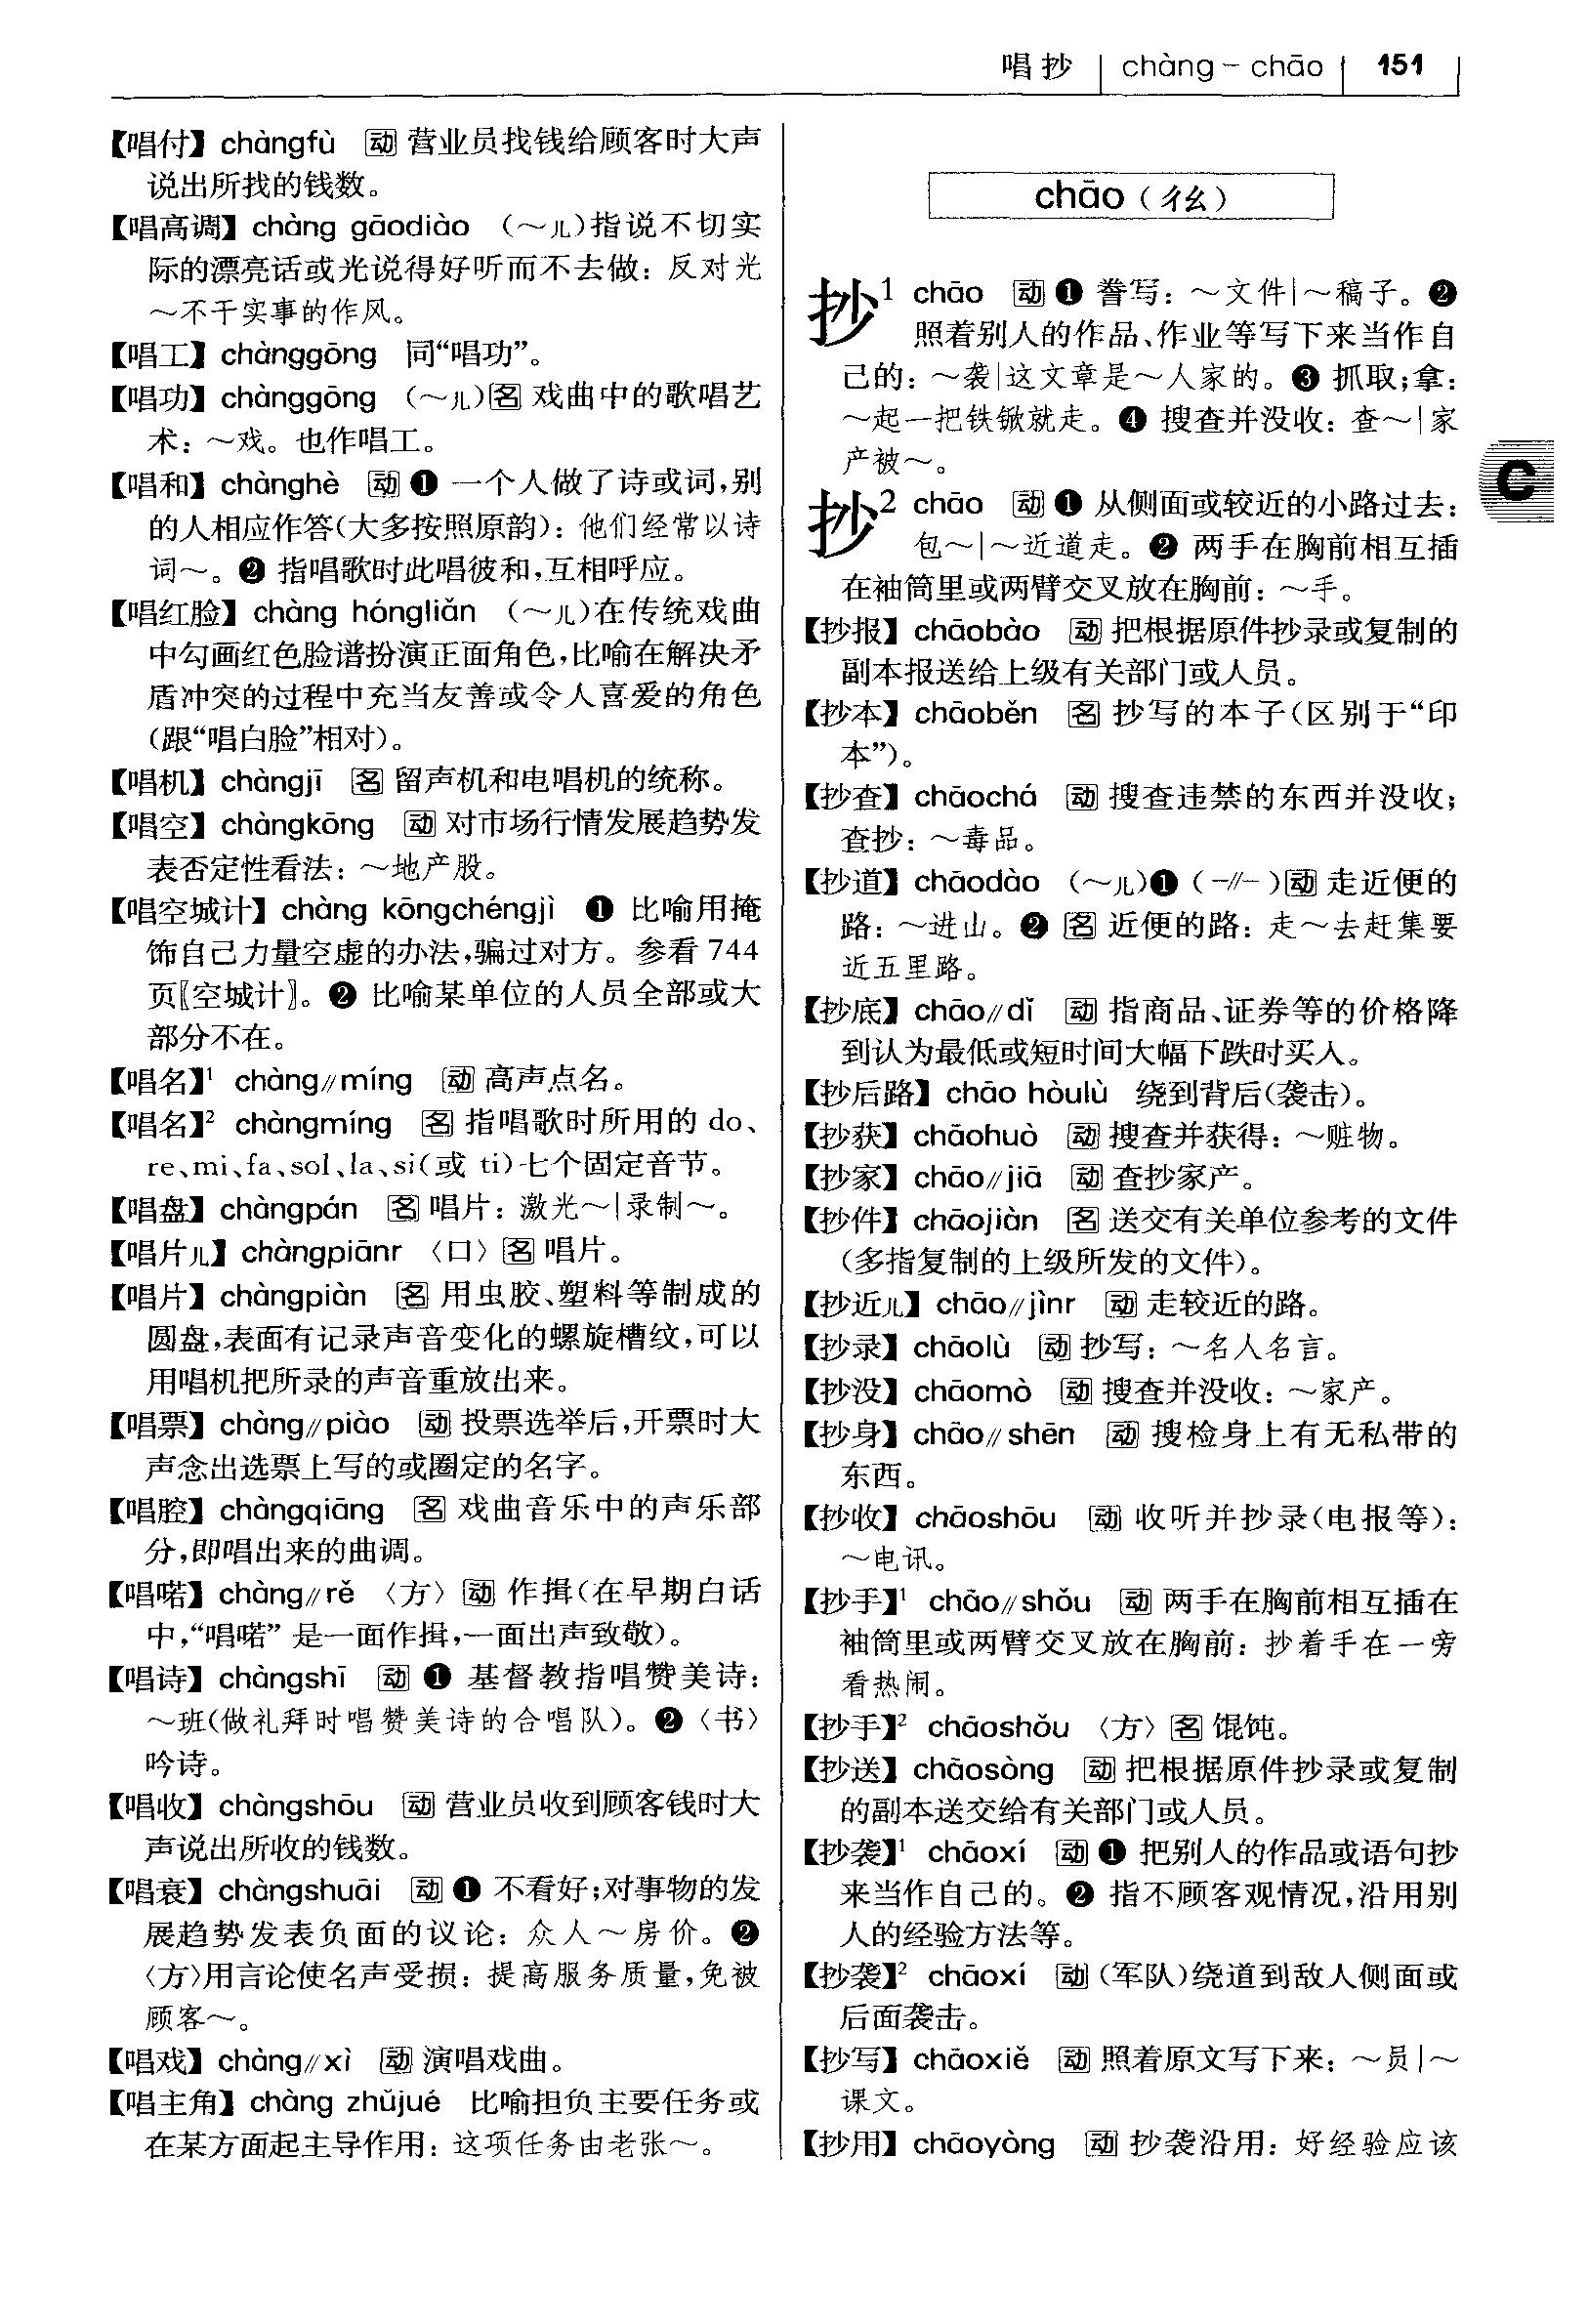 唱抄 | chàng – chāo | 151
【唱付】 chàngfù 动 营业员找钱给顾客时大声
说出所找的钱数。
【唱高调】 chàng gāodiào （～儿）指说不切实
际的漂亮话或光说得好听而不去做：反对光
～不干实事的作风。
【唱工】 chànggōng 同“唱功”。
【唱功】 chànggōng （～儿）名 戏曲中的歌唱艺
术：～戏。也作唱工。
【唱和】 chànghè 动 ❶ 一个人做了诗或词，别
的人相应作答（大多按照原韵）：他们经常以诗
词～。❷ 指唱歌时此唱彼和，互相呼应。
【唱红脸】 chàng hóngliǎn （～儿）在传统戏曲
中勾画红色脸谱扮演正面角色，比喻在解决矛
盾冲突的过程中充当友善或令人喜爱的角色
（跟“唱白脸”相对）。
【唱机】 chàngjī 名 留声机和电唱机的统称。
【唱空】 chàngkōng 动 对市场行情发展趋势发
表否定性看法：～地产股。
【唱空城计】 chàng kōngchéngjì ❶ 比喻用掩
饰自己力量空虚的办法，骗过对方。参看 744
页〖空城计〗。❷ 比喻某单位的人员全部或大
部分不在。
【唱名】¹ chàng//míng 动 高声点名。
【唱名】² chàngmíng 名 指唱歌时所用的 do、
re、mi、fa、sol、la、si（或 ti）七个固定音节。
【唱盘】 chàngpán 名 唱片：激光～|录制～。
【唱片儿】 chàngpiānr 〈口〉 名 唱片。
【唱片】 chàngpiàn 名 用虫胶、塑料等制成的
圆盘，表面有记录声音变化的螺旋槽纹，可以
用唱机把所录的声音重放出来。
【唱票】 chàng//piào 动 投票选举后，开票时大
声念出选票上写的或圈定的名字。
【唱腔】 chàngqiāng 名 戏曲音乐中的声乐部
分，即唱出来的曲调。
【唱喏】 chàng//rě 〈方〉 动 作揖（在早期白话
中，“唱喏” 是一面作揖，一面出声致敬）。
【唱诗】 chàngshī 动 ❶ 基督教指唱赞美诗：
～班（做礼拜时唱赞美诗的合唱队）。❷〈书〉
吟诗。
【唱收】 chàngshōu 动 营业员收到顾客钱时大
声说出所收的钱数。
【唱衰】 chàngshuāi 动 ❶ 不看好；对事物的发
展趋势发表负面的议论：众人～房价。❷
〈方〉用言论使名声受损：提高服务质量，免被
顾客～。
【唱戏】 chàng//xì 动 演唱戏曲。
【唱主角】 chàng zhǔjué 比喻担负主要任务或
在某方面起主导作用：这项任务由老张～。
chāo（ㄔㄠ）
抄¹ chāo 动 ❶ 誊写：～文件|～稿子。❷
照着别人的作品、作业等写下来当作自
己的：～袭|这文章是～人家的。❸ 抓取；拿：
～起一把铁锨就走。❹ 搜查并没收：查～|家
产被～。
抄² chāo 动 ❶ 从侧面或较近的小路过去：
包～|～近道走。❷ 两手在胸前相互插
在袖筒里或两臂交叉放在胸前：～手。
【抄报】 chāobào 动 把根据原件抄录或复制的
副本报送给上级有关部门或人员。
【抄本】 chāoběn 名 抄写的本子（区别于“印
本”）。
【抄查】 chāochá 动 搜查违禁的东西并没收；
查抄：～毒品。
【抄道】 chāodào （～儿）❶（-//-）动 走近便的
路：～进山。❷ 名 近便的路：走～去赶集要
近五里路。
【抄底】 chāo//dǐ 动 指商品、证券等的价格降
到认为最低或短时间大幅下跌时买入。
【抄后路】 chāo hòulù 绕到背后（袭击）。
【抄获】 chāohuò 动 搜查并获得：～赃物。
【抄家】 chāo//jiā 动 查抄家产。
【抄件】 chāojiàn 名 送交有关单位参考的文件
（多指复制的上级所发的文件）。
【抄近儿】 chāo//jìnr 动 走较近的路。
【抄录】 chāolù 动 抄写：～名人名言。
【抄没】 chāomò 动 搜查并没收：～家产。
【抄身】 chāo//shēn 动 搜检身上有无私带的
东西。
【抄收】 chāoshōu 动 收听并抄录（电报等）：
～电讯。
【抄手】¹ chāo//shǒu 动 两手在胸前相互插在
袖筒里或两臂交叉放在胸前：抄着手在一旁
看热闹。
【抄手】² chāoshǒu 〈方〉 名 馄饨。
【抄送】 chāosòng 动 把根据原件抄录或复制
的副本送交给有关部门或人员。
【抄袭】¹ chāoxí 动 ❶ 把别人的作品或语句抄
来当作自己的。❷ 指不顾客观情况，沿用别
人的经验方法等。
【抄袭】² chāoxí 动（军队）绕道到敌人侧面或
后面袭击。
【抄写】 chāoxiě 动 照着原文写下来：～员|～
课文。
【抄用】 chāoyòng 动 抄袭沿用：好经验应该
C